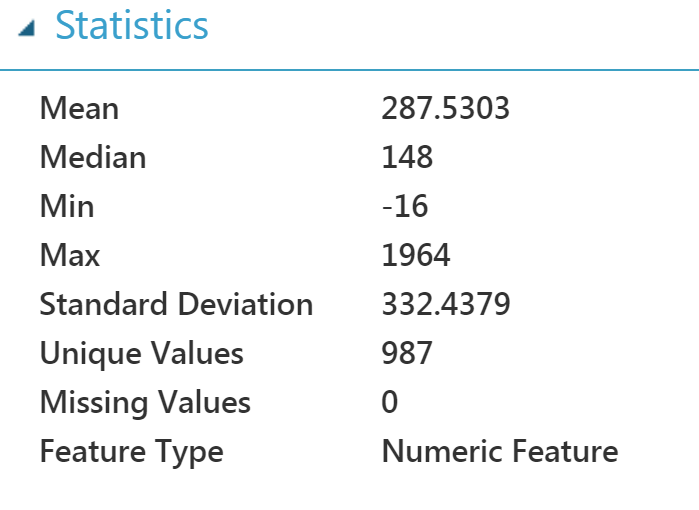 Statistics
Mean 287.5303
Median 148
Min -16
Max 1964
Standard Deviation 332.4379
Unique Values 987
Missing Values 0
Feature Type Numeric Feature